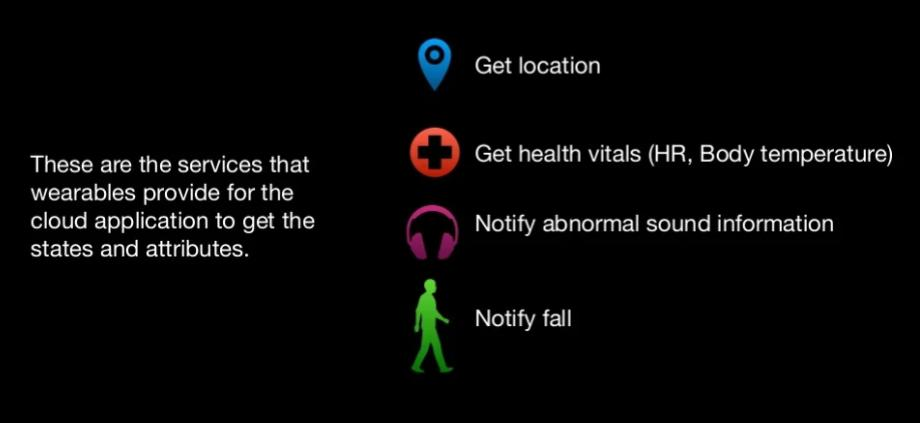 These are the services that
wearables provide for the
cloud application to get the
states and attributes.
Get location
Get health vitals (HR, Body temperature)
Notify abnormal sound information
Notify fall